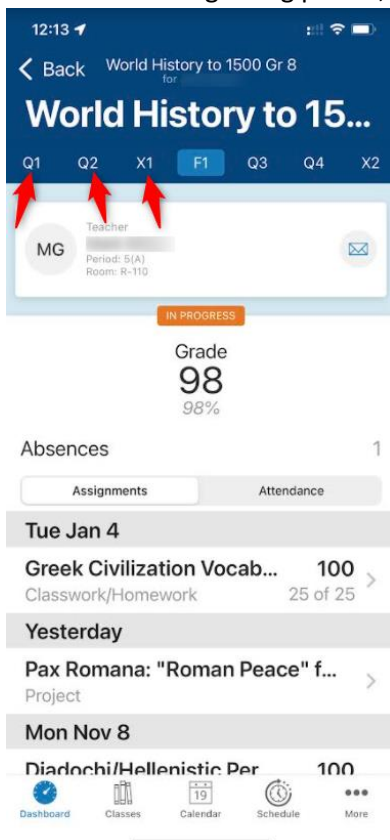 12:13
Back World History to 1500 Gr 8
for
World History to 15...
Q1 Q2 X1 F1 Q3 Q4 X2
MG
Teacher
Period: 5(A)
Room: R-110
IN PROGRESS
Grade
98
98%
Absences 1
Assignments Attendance
Tue Jan 4
Greek Civilization Vocab... 100
Classwork/Homework 25 of 25
Yesterday
Pax Romana: "Roman Peace" f...
Project
Mon Nov 8
Diadochi/Hellenistic Per 100
19
Dashboard Classes Calendar Schedule More